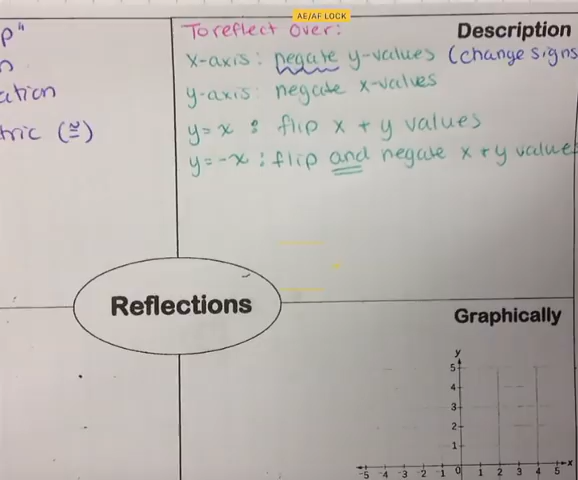 AE/AF LOCK
p"
ation
tric (≅)
To reflect over:
Description
x-axis: negate y-values (change signs
y-axis: negate x-values
y=x: flip x + y values
y=-x: flip and negate x + y value
Reflections
Graphically
y
5
4
3
2
1
-5 -4 -3 -2 -1 0 1 2 3 4 5 x